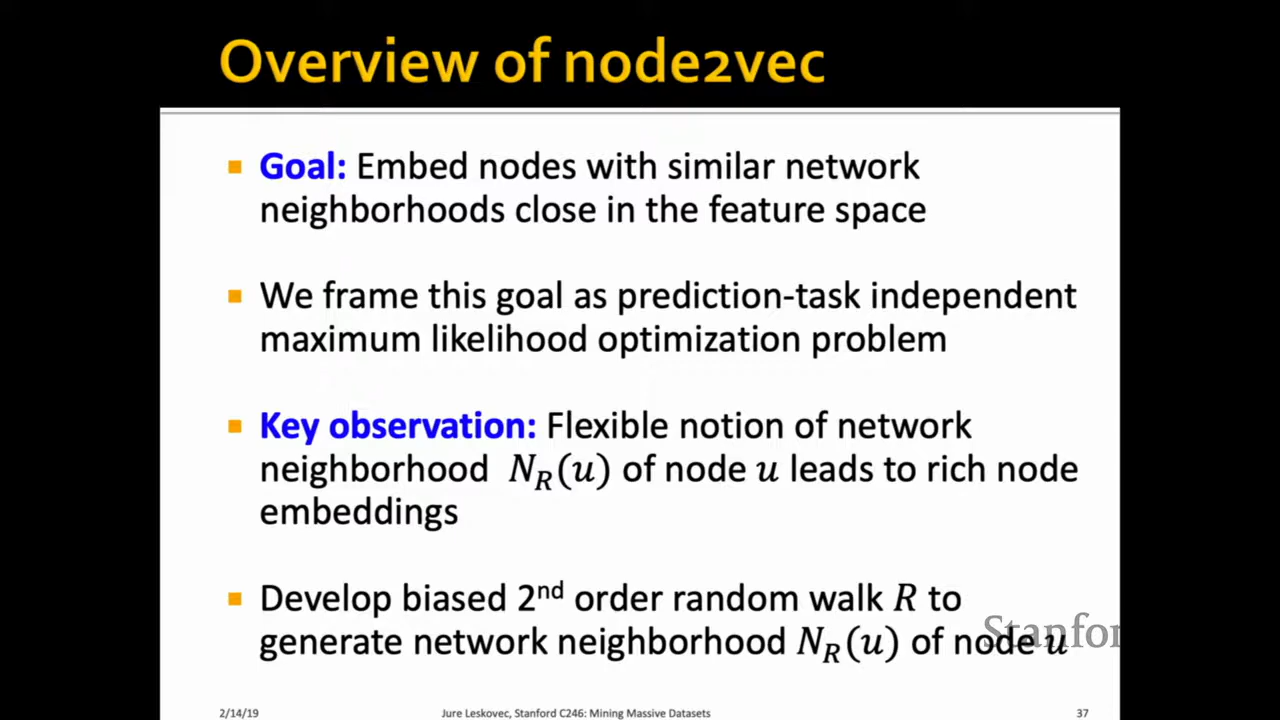 Overview of node2vec
Goal: Embed nodes with similar network
neighborhoods close in the feature space
We frame this goal as prediction-task independent
maximum likelihood optimization problem
Key observation: Flexible notion of network
neighborhood N_R(u) of node u leads to rich node
embeddings
Develop biased 2nd order random walk R to
generate network neighborhood N_R(u) of node u
Stanfor
2/14/19 Jure Leskovec, Stanford C246: Mining Massive Datasets 37